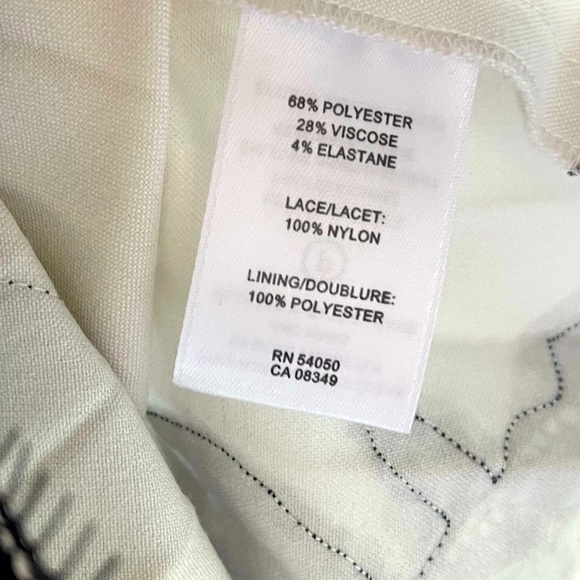 68% POLYESTER
28% VISCOSE
4% ELASTANE
LACE/LACET:
100% NYLON
LINING/DOUBLURE:
100% POLYESTER
RN 54050
CA 08349